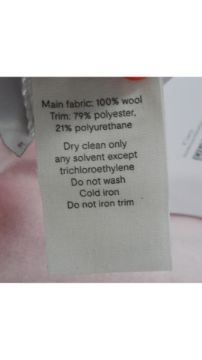 Main fabric: 100% wool
Trim: 79% polyester,
21% polyurethane
Dry clean only
any solvent except
trichloroethylene
Do not wash
Cold iron
Do not iron trim